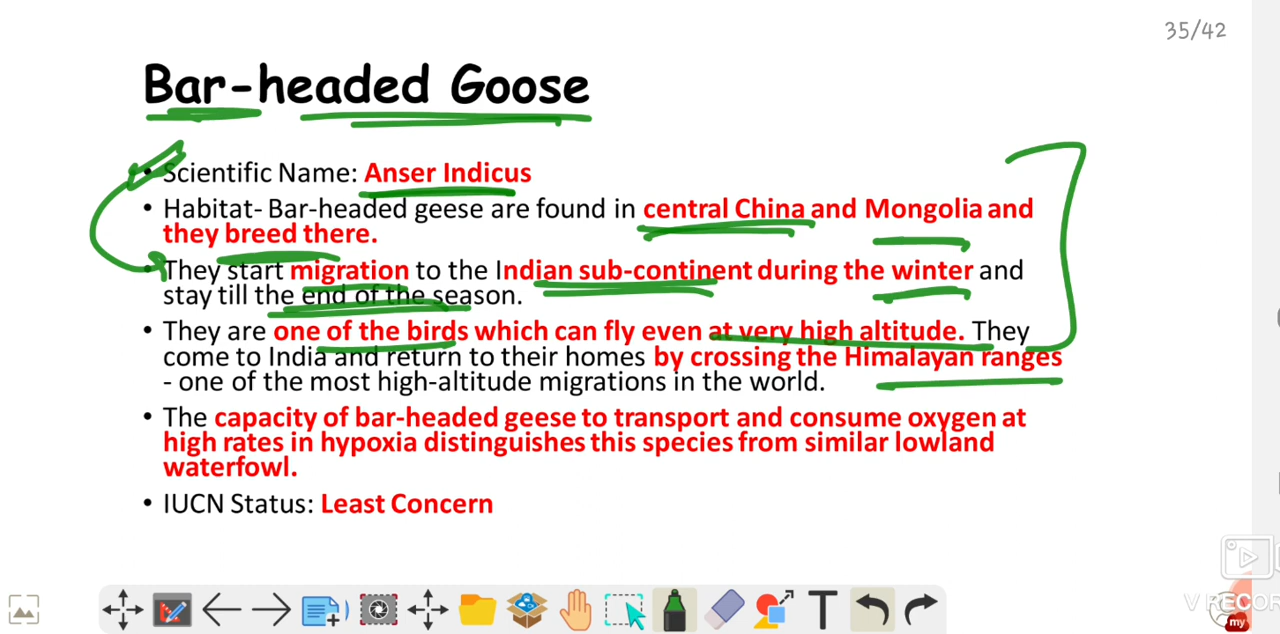 35/42
Bar-headed Goose
• Scientific Name: Anser Indicus
• Habitat- Bar-headed geese are found in central China and Mongolia and
they breed there.
• They start migration to the Indian sub-continent during the winter and
stay till the end of the season.
• They are one of the birds which can fly even at very high altitude. They
come to India and return to their homes by crossing the Himalayan ranges
- one of the most high-altitude migrations in the world.
• The capacity of bar-headed geese to transport and consume oxygen at
high rates in hypoxia distinguishes this species from similar lowland
waterfowl.
• IUCN Status: Least Concern
T
V RECOR
my